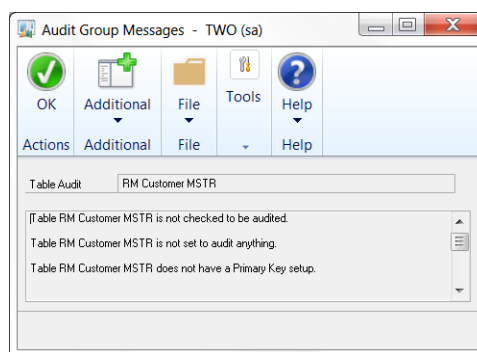 Audit Group Messages - TWO (sa)
OK Additional File Tools Help
Actions Additional File Help
Table Audit RM Customer MSTR
Table RM Customer MSTR is not checked to be audited.
Table RM Customer MSTR is not set to audit anything.
Table RM Customer MSTR does not have a Primary Key setup.